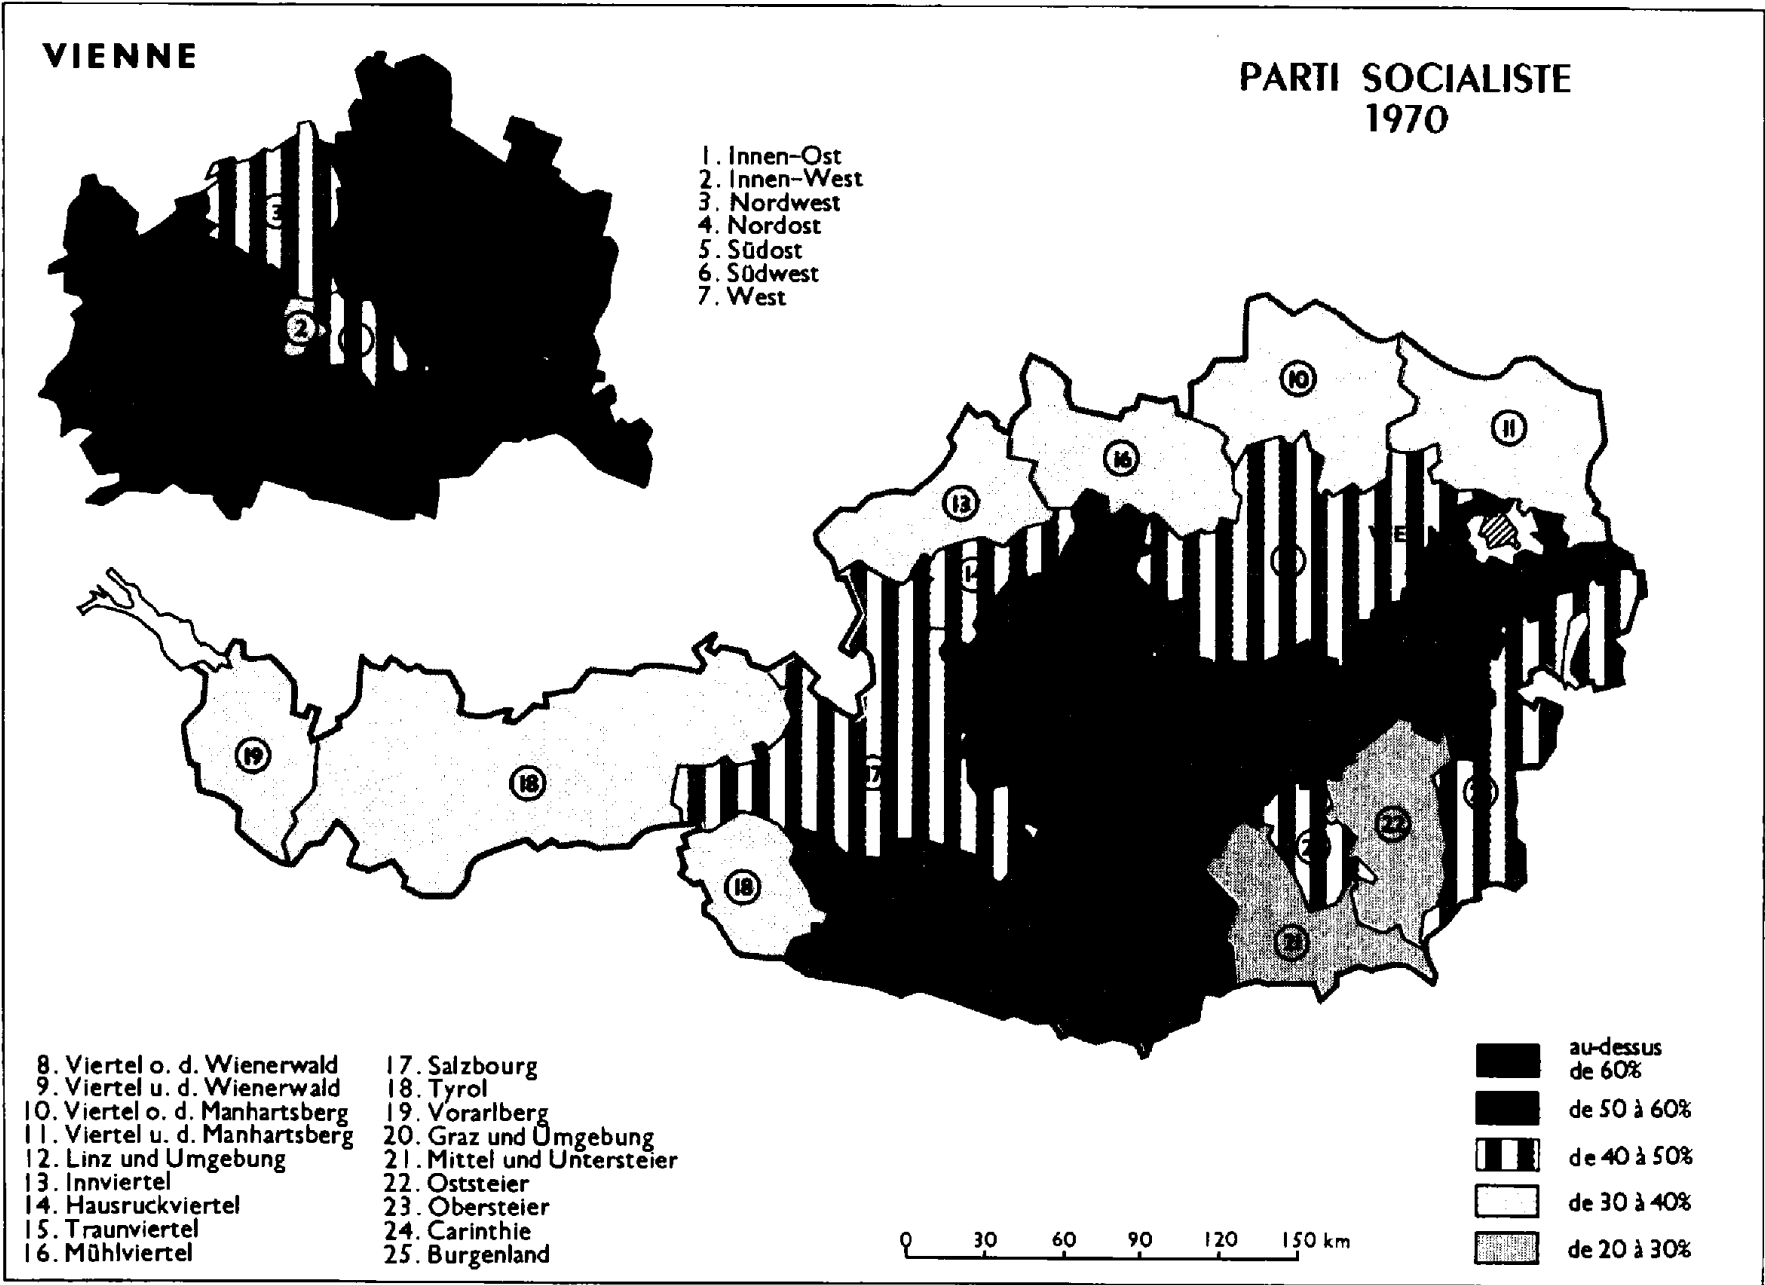 VIENNE
PARTI SOCIALISTE
1970
1. Innen-Ost
2. Innen-West
3. Nordwest
4. Nordost
5. Südost
6. Südwest
7. West
3
2
10
11
16
13
14
19
18
17
22
18
21
8. Viertel o. d. Wienerwald
9. Viertel u. d. Wienerwald
10. Viertel o. d. Manhartsberg
11. Viertel u. d. Manhartsberg
12. Linz und Umgebung
13. Innviertel
14. Hausruckviertel
15. Traunviertel
16. Mühlviertel
17. Salzbourg
18. Tyrol
19. Vorarlberg
20. Graz und Umgebung
21. Mittel und Untersteier
22. Oststeier
23. Obersteier
24. Carinthie
25. Burgenland
0 30 60 90 120 150 km
au-dessus
de 60%
de 50 à 60%
de 40 à 50%
de 30 à 40%
de 20 à 30%